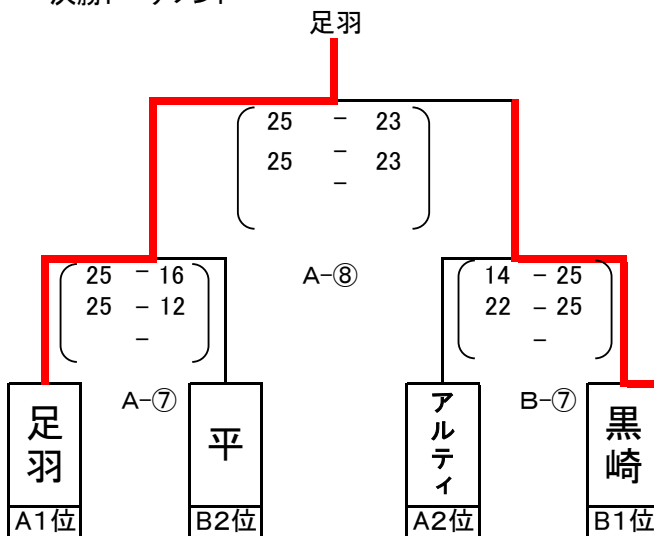 足羽
25 － 23
25 － 23
－
A-⑧
25 － 16
25 － 12
－
14 － 25
22 － 25
－
A-⑦
B-⑦
足羽
平
アルティ
黒崎
A1位
B2位
A2位
B1位